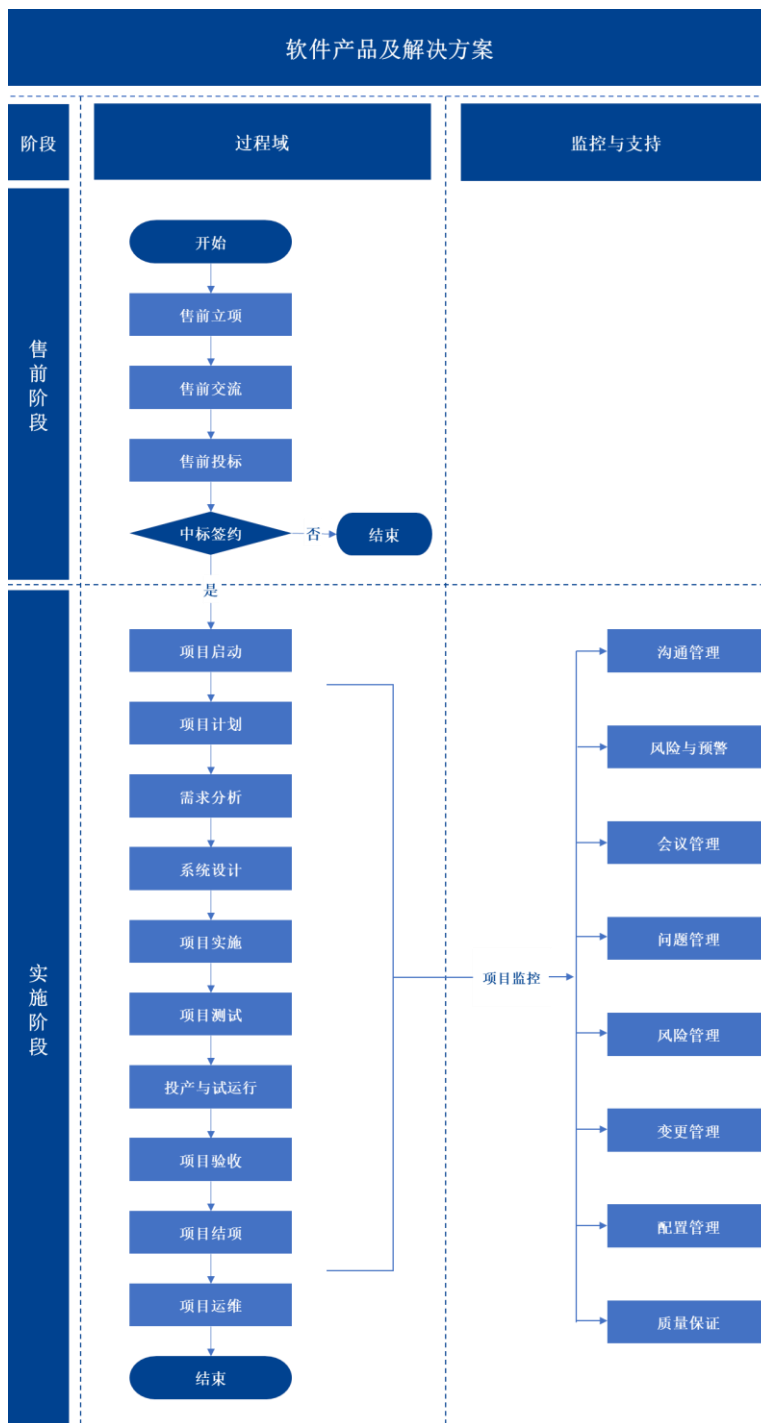 软件产品及解决方案
阶段
过程域
监控与支持
售前阶段
开始
售前立项
售前交流
售前投标
中标签约
否
结束
是
实施阶段
项目启动
项目计划
需求分析
系统设计
项目实施
项目测试
投产与试运行
项目验收
项目结项
项目运维
结束
项目监控
沟通管理
风险与预警
会议管理
问题管理
风险管理
变更管理
配置管理
质量保证